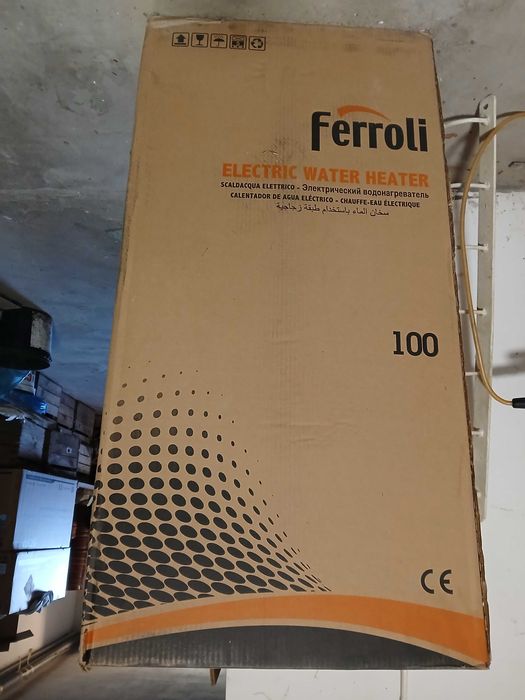 Ferroli
ELECTRIC WATER HEATER
SCALDACQUA ELETTRICO - Электрический водонагреватель
CALENTADOR DE AGUA ELÉCTRICO - CHAUFFE-EAU ÉLECTRIQUE
سخان الماء باستخدام طبقة زجاجية
100
CE